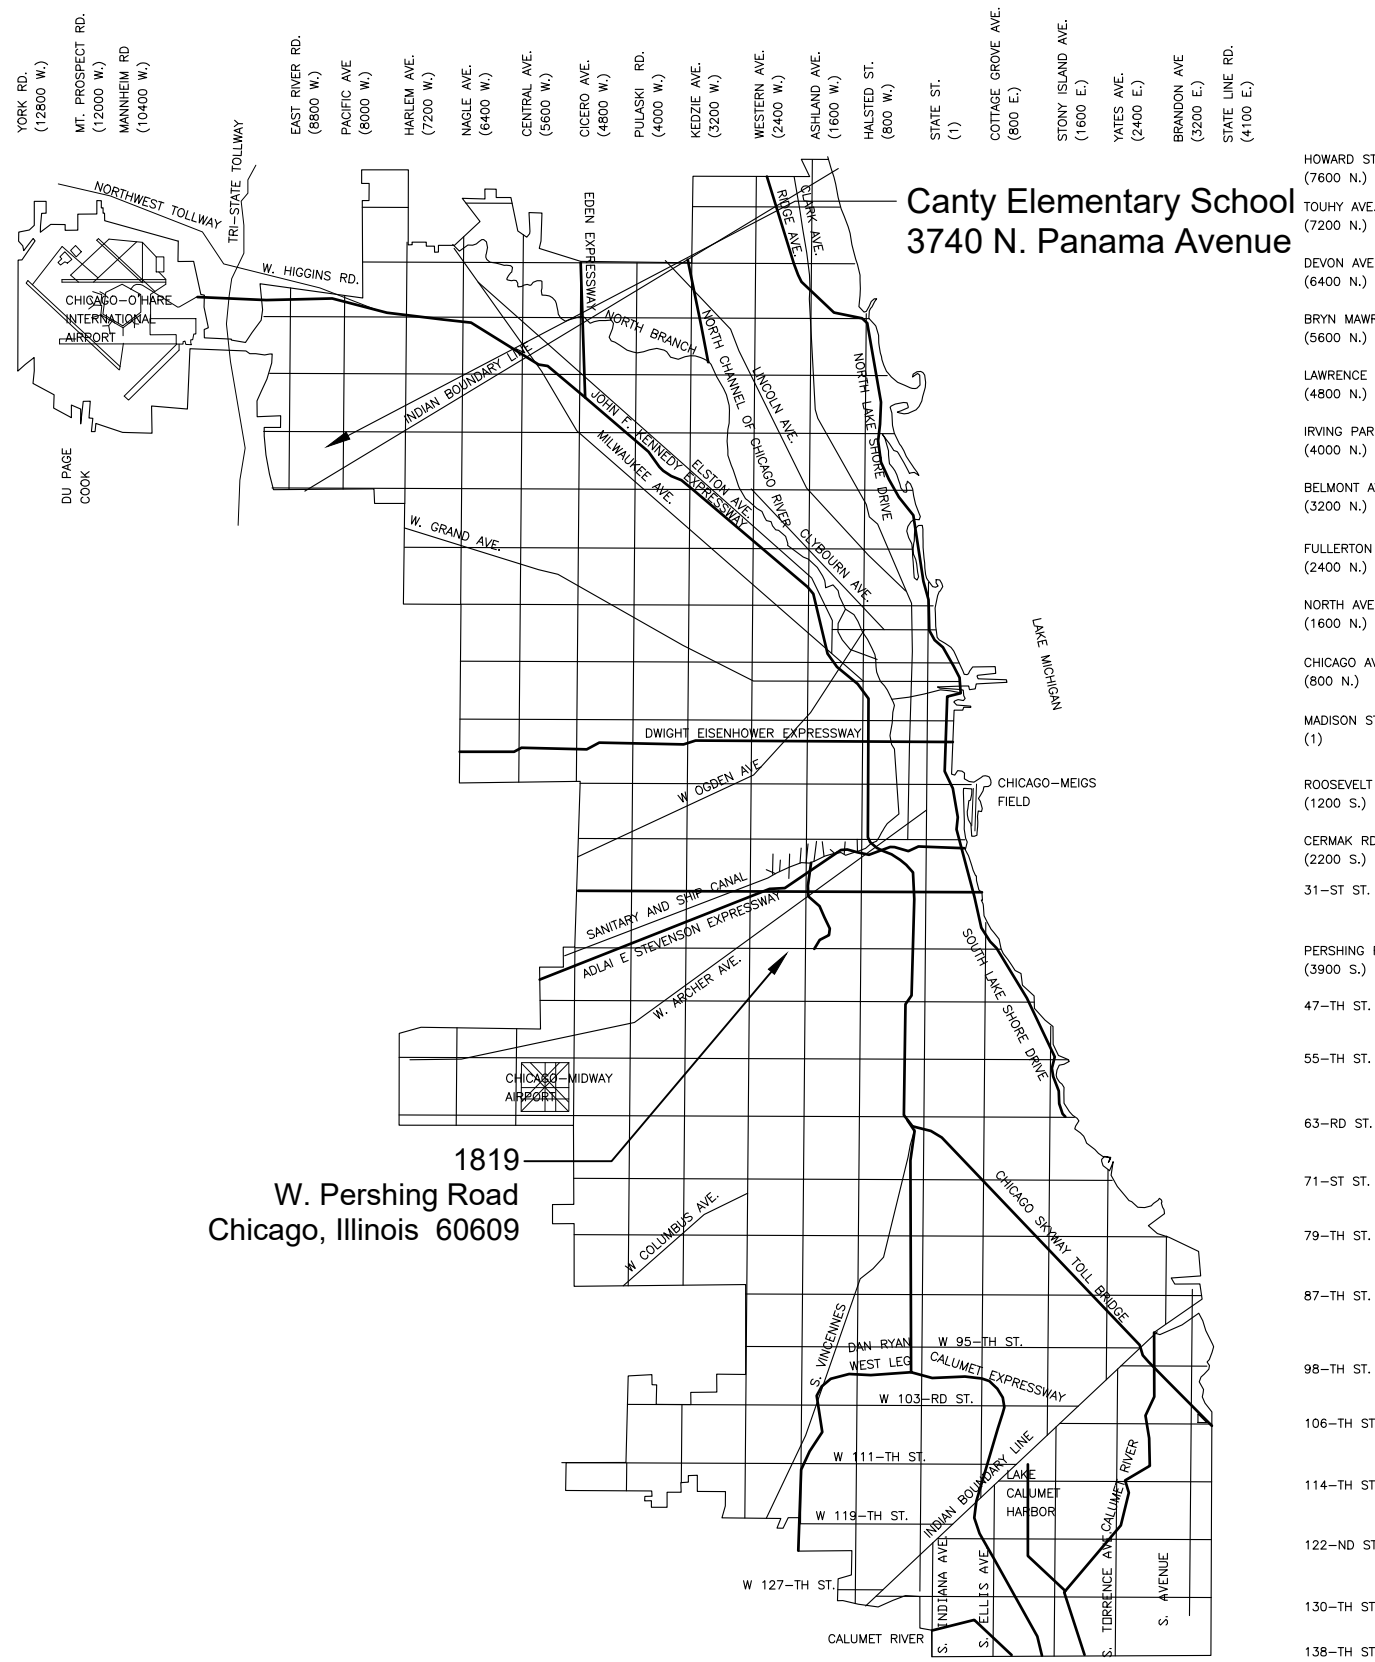 YORK RD.
(12800 W.)
MT. PROSPECT RD.
(12000 W.)
MANNHEIM RD
(10400 W.)
EAST RIVER RD.
(8800 W.)
PACIFIC AVE
(8000 W.)
HARLEM AVE.
(7200 W.)
NAGLE AVE.
(6400 W.)
CENTRAL AVE.
(5600 W.)
CICERO AVE.
(4800 W.)
PULASKI RD.
(4000 W.)
KEDZIE AVE.
(3200 W.)
WESTERN AVE.
(2400 W.)
ASHLAND AVE.
(1600 W.)
HALSTED ST.
(800 W.)
STATE ST.
(1)
COTTAGE GROVE AVE.
(800 E.)
STONY ISLAND AVE.
(1600 E.)
YATES AVE.
(2400 E.)
BRANDON AVE
(3200 E.)
STATE LINE RD.
(4100 E.)
HOWARD ST
(7600 N.)
TOUHY AVE.
(7200 N.)
DEVON AVE
(6400 N.)
BRYN MAWR
(5600 N.)
LAWRENCE
(4800 N.)
IRVING PAR
(4000 N.)
BELMONT A
(3200 N.)
FULLERTON
(2400 N.)
NORTH AVE
(1600 N.)
CHICAGO AV
(800 N.)
MADISON ST
(1)
ROOSEVELT
(1200 S.)
CERMAK RD
(2200 S.)
31-ST ST.
PERSHING
(3900 S.)
47-TH ST.
55-TH ST.
63-RD ST.
71-ST ST.
79-TH ST.
87-TH ST.
98-TH ST.
106-TH ST
114-TH ST
122-ND ST
130-TH ST
138-TH ST
Canty Elementary School
3740 N. Panama Avenue
NORTHWEST TOLLWAY
TRI-STATE TOLLWAY
W. HIGGINS RD.
CHICAGO-O'HARE
INTERNATIONAL
AIRPORT
DU PAGE
COOK
EDEN EXPRESSWAY
RIDGE AVE.
CLARK AVE.
INDIAN BOUNDARY LINE
NORTH BRANCH
NORTH CHANNEL OF CHICAGO RIVER
LINCOLN AVE.
NORTH LAKE SHORE DRIVE
JOHN F. KENNEDY EXPRESSWAY
ELSTON AVE.
MILWAUKEE AVE.
CLYBOURN AVE.
W. GRAND AVE.
LAKE MICHIGAN
DWIGHT EISENHOWER EXPRESSWAY
W OGDEN AVE
CHICAGO-MEIGS
FIELD
SANITARY AND SHIP CANAL
ADLAI E STEVENSON EXPRESSWAY
W. ARCHER AVE.
SOUTH LAKE SHORE DRIVE
CHICAGO-MIDWAY
AIRPORT
1819
W. Pershing Road
Chicago, Illinois 60609
W COLUMBUS AVE.
CHICAGO SKYWAY TOLL BRIDGE
S. VINCENNES
DAN RYAN
WEST LEG
W 95-TH ST.
CALUMET EXPRESSWAY
W 103-RD ST.
W 111-TH ST.
INDIAN BOUNDARY LINE
LAKE
CALUMET
HARBOR
CALUMET RIVER
W 119-TH ST.
W 127-TH ST.
S. INDIANA AVE.
S. ELLIS AVE
S. TORRENCE AVE.
S. AVENUE
CALUMET RIVER